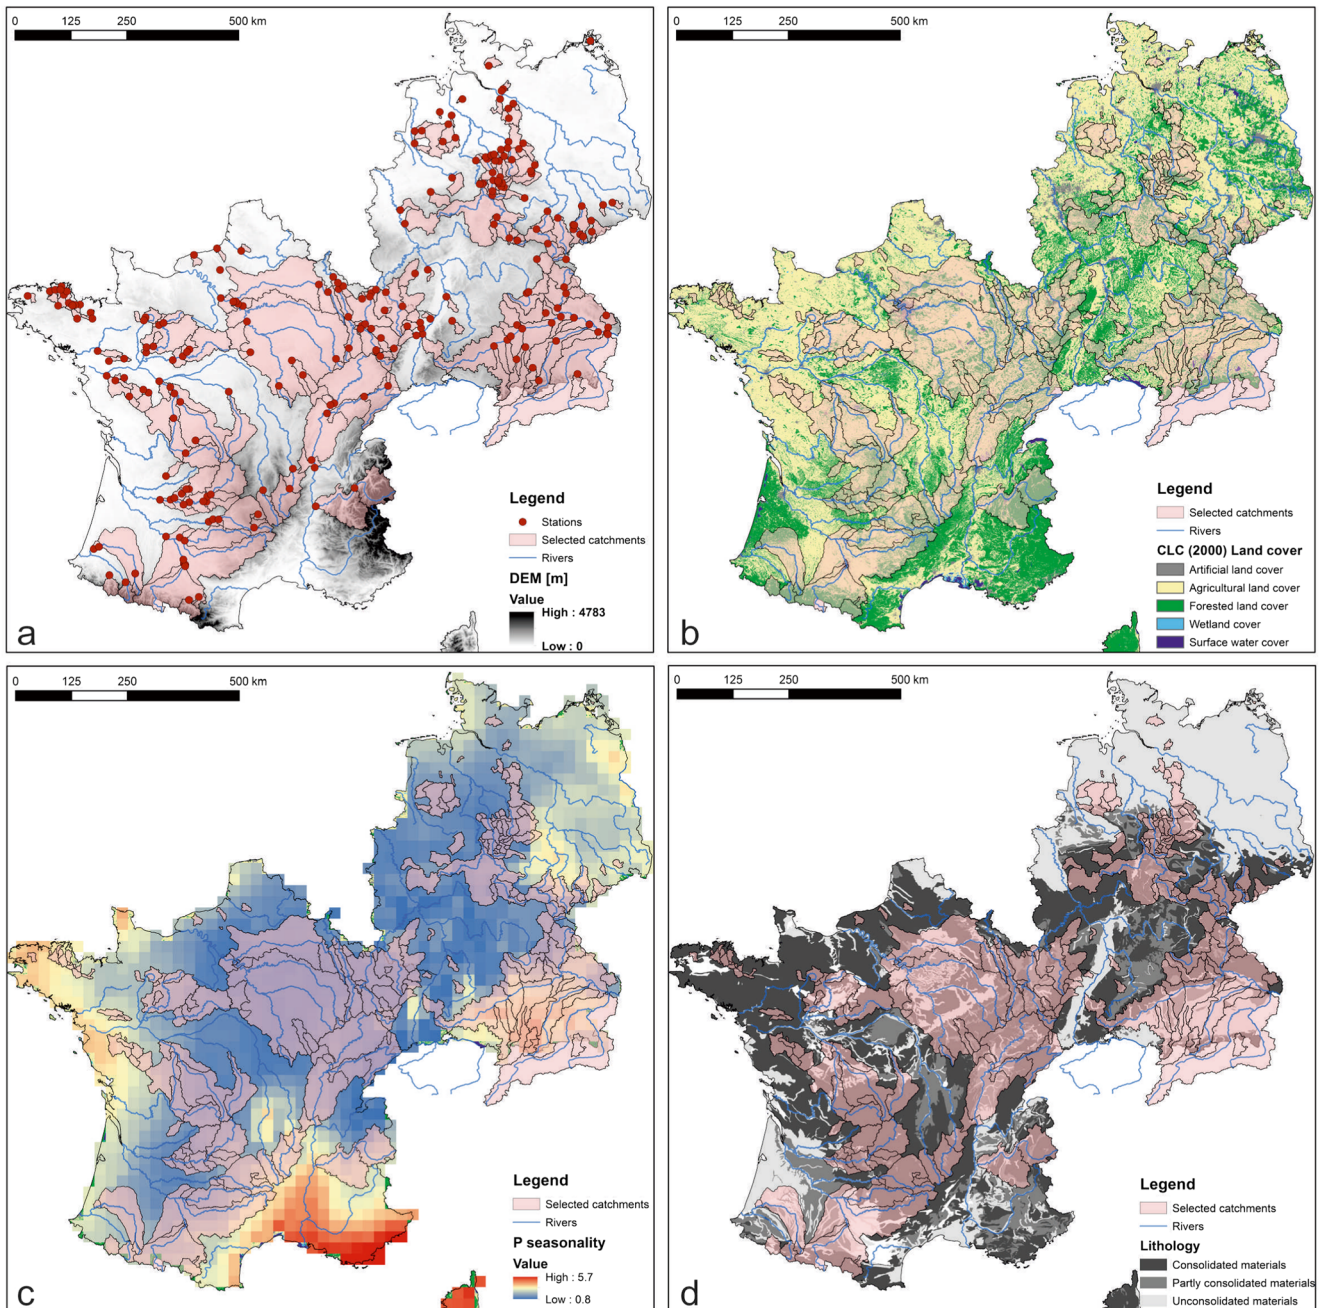 0 125 250 500 km
Legend
Stations
Selected catchments
Rivers
DEM [m]
Value
High : 4783
Low : 0
a
0 125 250 500 km
Legend
Selected catchments
Rivers
CLC (2000) Land cover
Artificial land cover
Agricultural land cover
Forested land cover
Wetland cover
Surface water cover
b
0 125 250 500 km
Legend
Selected catchments
Rivers
P seasonality
Value
High : 5.7
Low : 0.8
c
0 125 250 500 km
Legend
Selected catchments
Rivers
Lithology
Consolidated materials
Partly consolidated materials
Unconsolidated materials
d